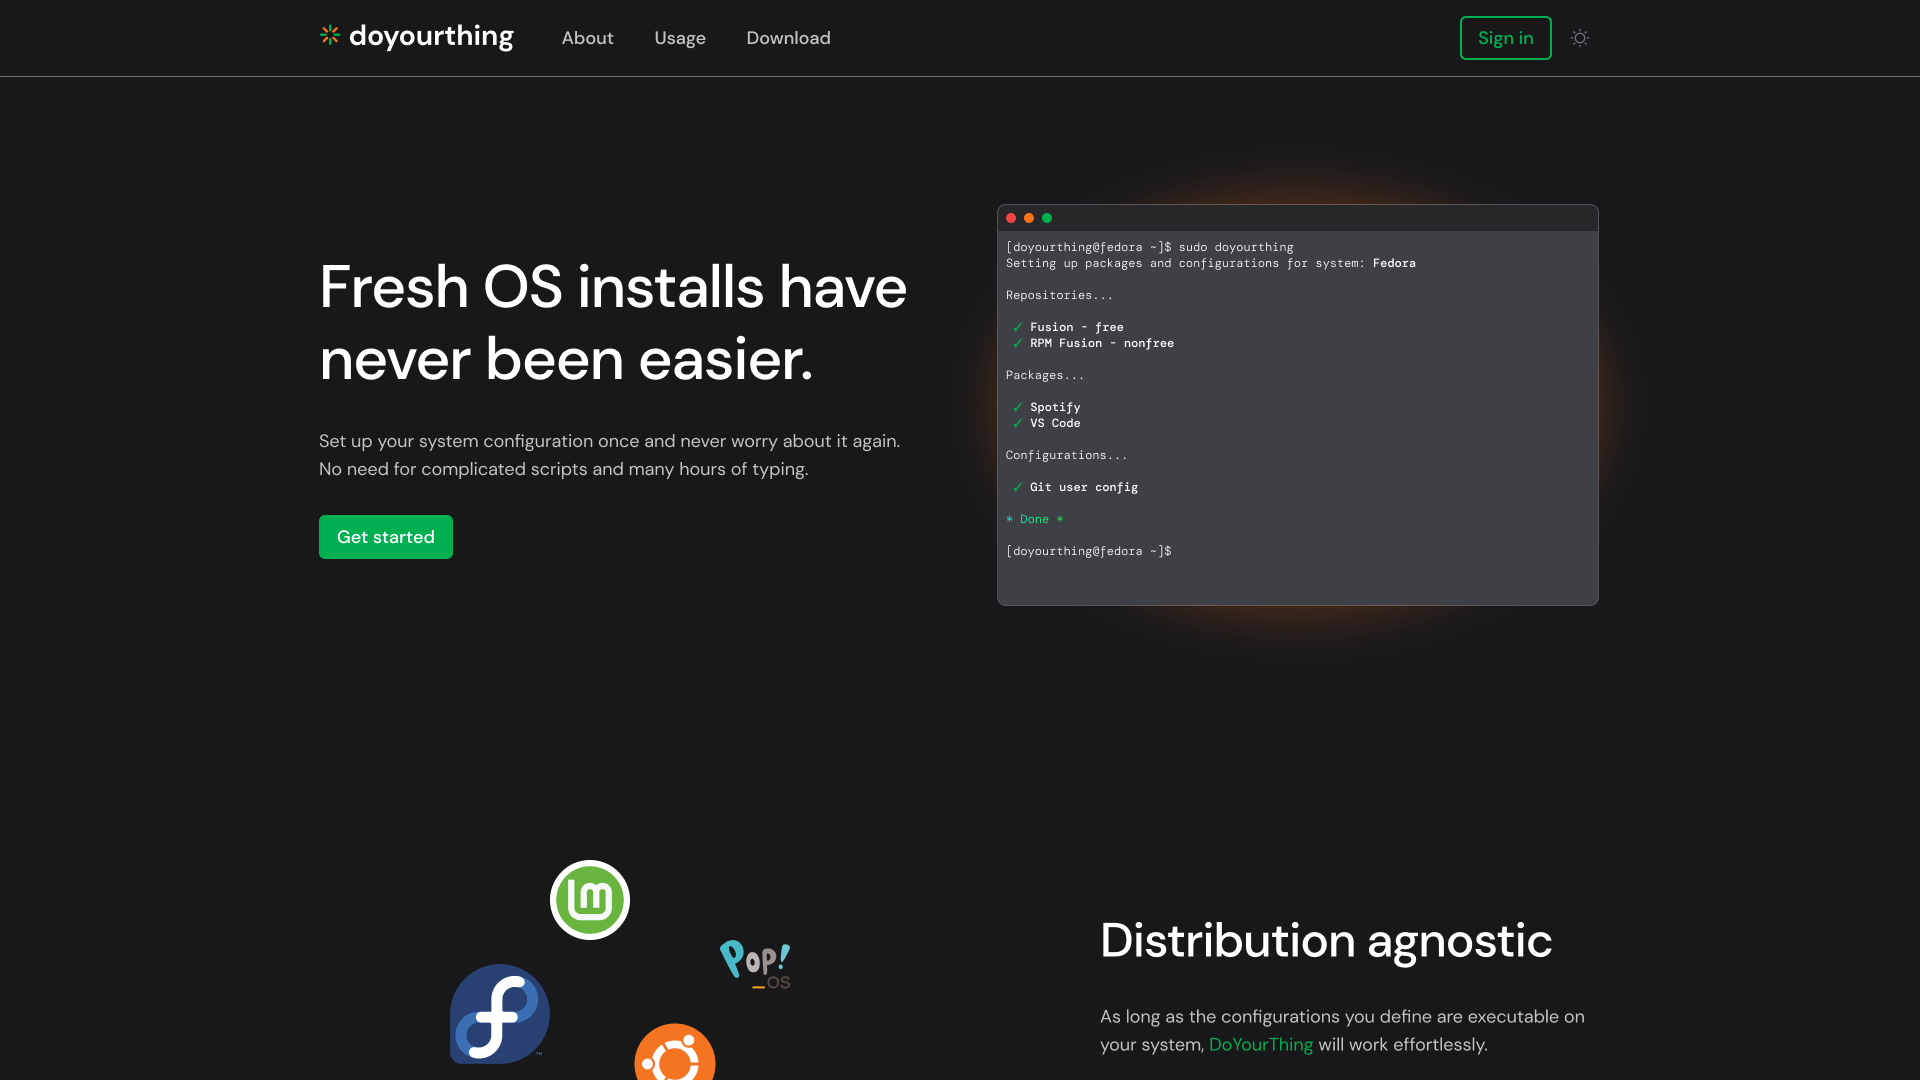 doyourthing
About
Usage
Download
Sign in
Fresh OS installs have
never been easier.
Set up your system configuration once and never worry about it again.
No need for complicated scripts and many hours of typing.
Get started
[doyourthing@fedora ~]$ sudo doyourthing
Setting up packages and configurations for system: Fedora
Repositories...
✓ Fusion - free
✓ RPM Fusion - nonfree
Packages...
✓ Spotify
✓ VS Code
Configurations...
✓ Git user config
* Done *
[doyourthing@fedora ~]$
lm
Pop!
_OS
f
TM
Distribution agnostic
As long as the configurations you define are executable on
your system, DoYourThing will work effortlessly.